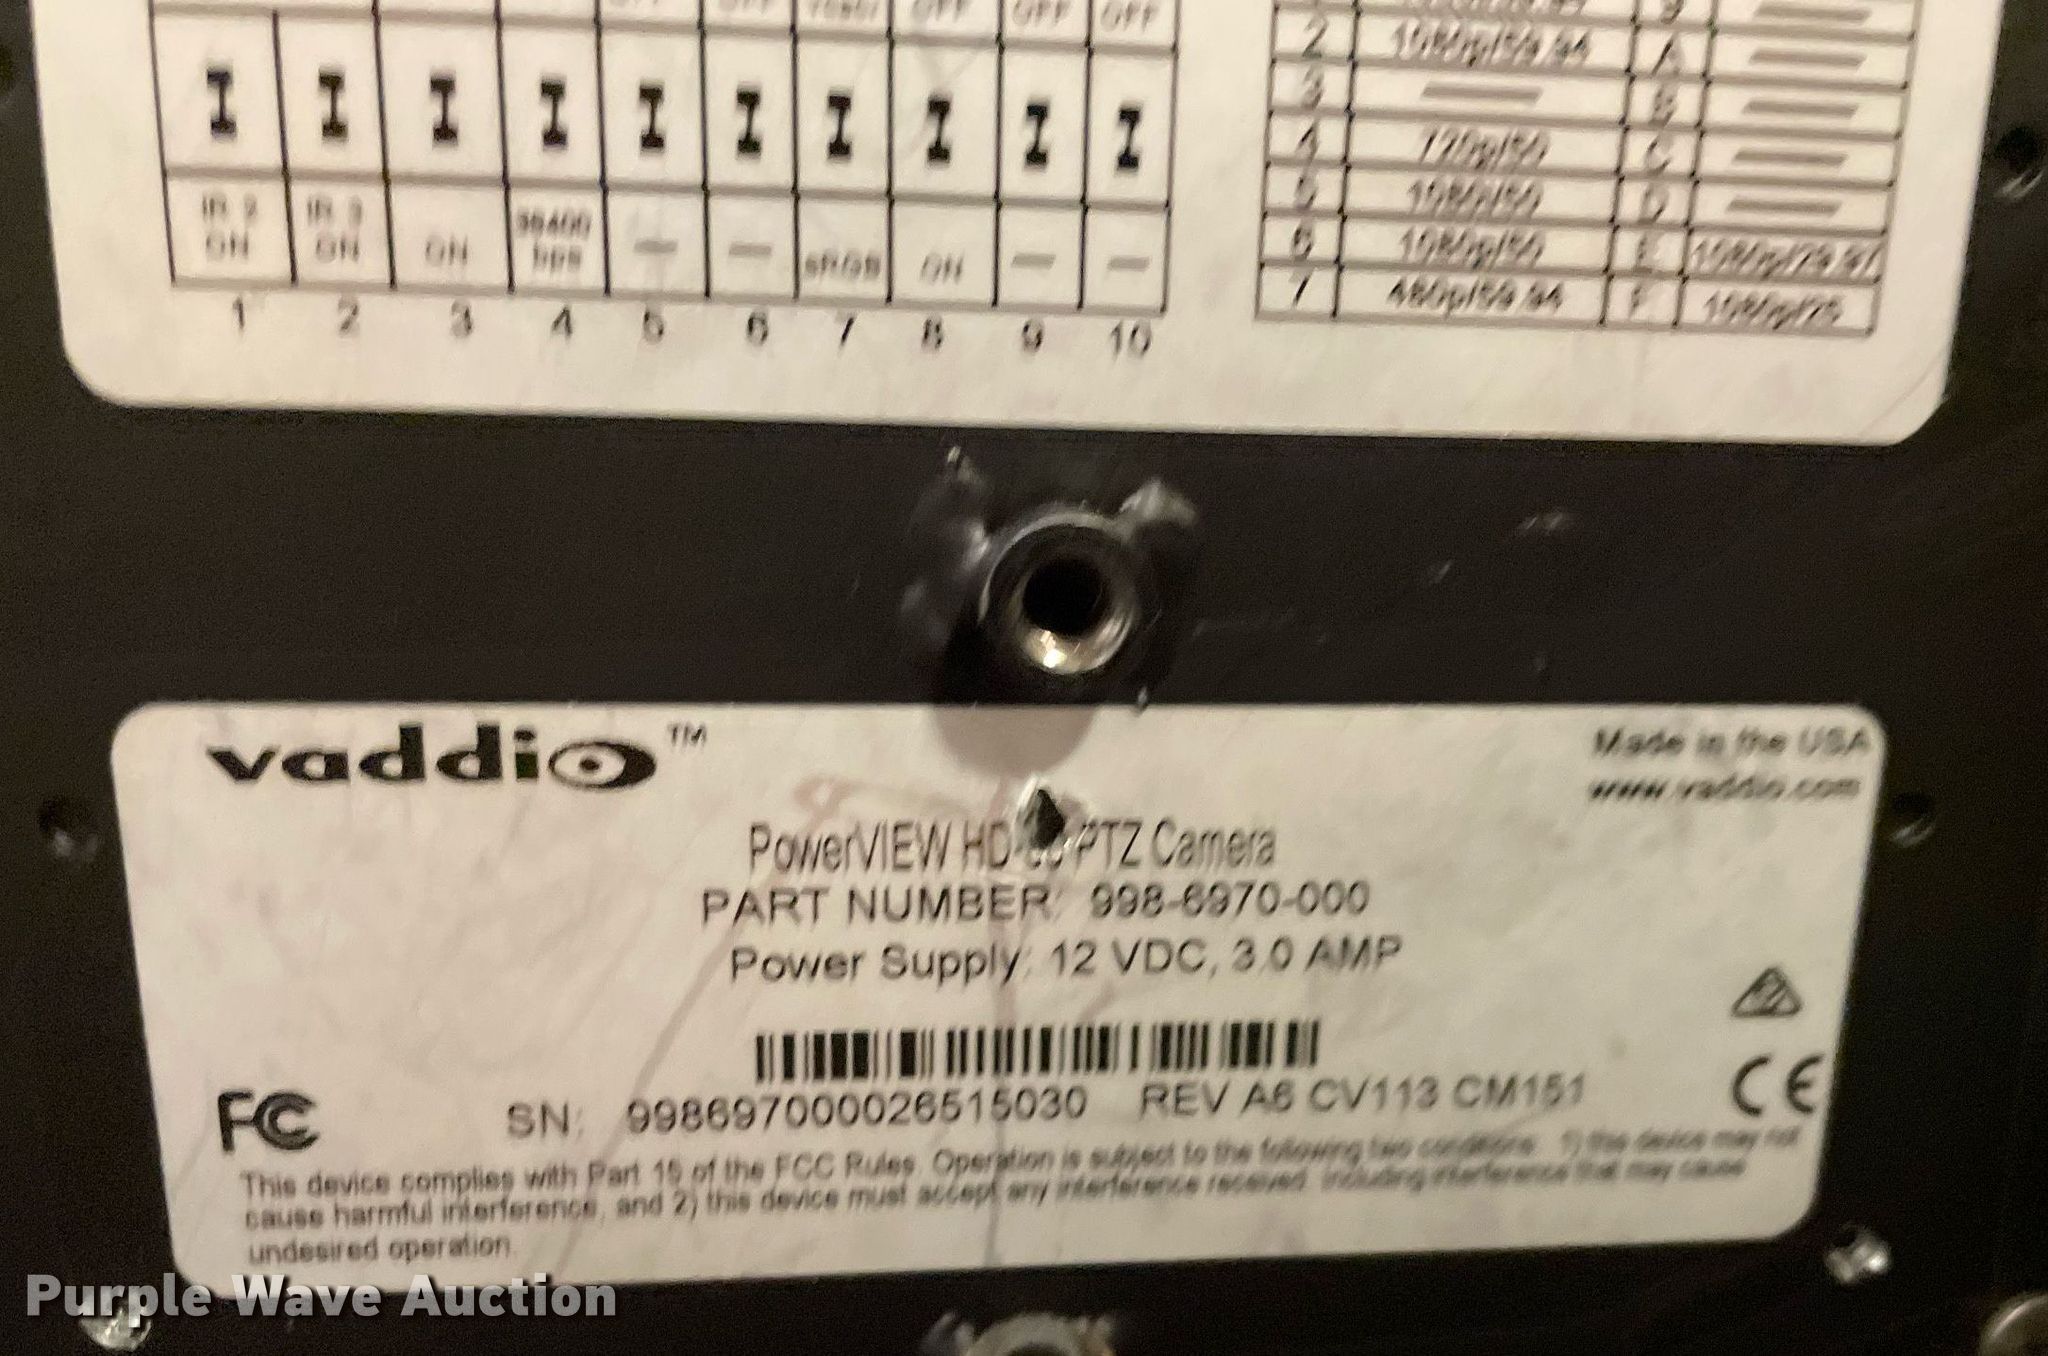 OFF OFF YCbCr OFF OFF OFF
IR 2 ON IR 3 ON ON 38400 bps — — sRGB ON — —
1 2 3 4 5 6 7 8 9 10
9 —
2 1080p/59.94 A —
3 — B —
4 720p/50 C —
5 1080i/50 D —
6 1080p/50 E 1080p/29.97
7 480p/59.94 F 1080p/25
vaddio™
Made in the USA
www.vaddio.com
PowerVIEW HD PTZ Camera
PART NUMBER: 998-6970-000
Power Supply: 12 VDC, 3.0 AMP
FC
CE
SN: 998697000026515030 REV A6 CV113 CM151
This device complies with Part 15 of the FCC Rules. Operation is subject to the following two conditions: 1) this device may not
cause harmful interference, and 2) this device must accept any interference received, including interference that may cause
undesired operation.
Purple Wave Auction